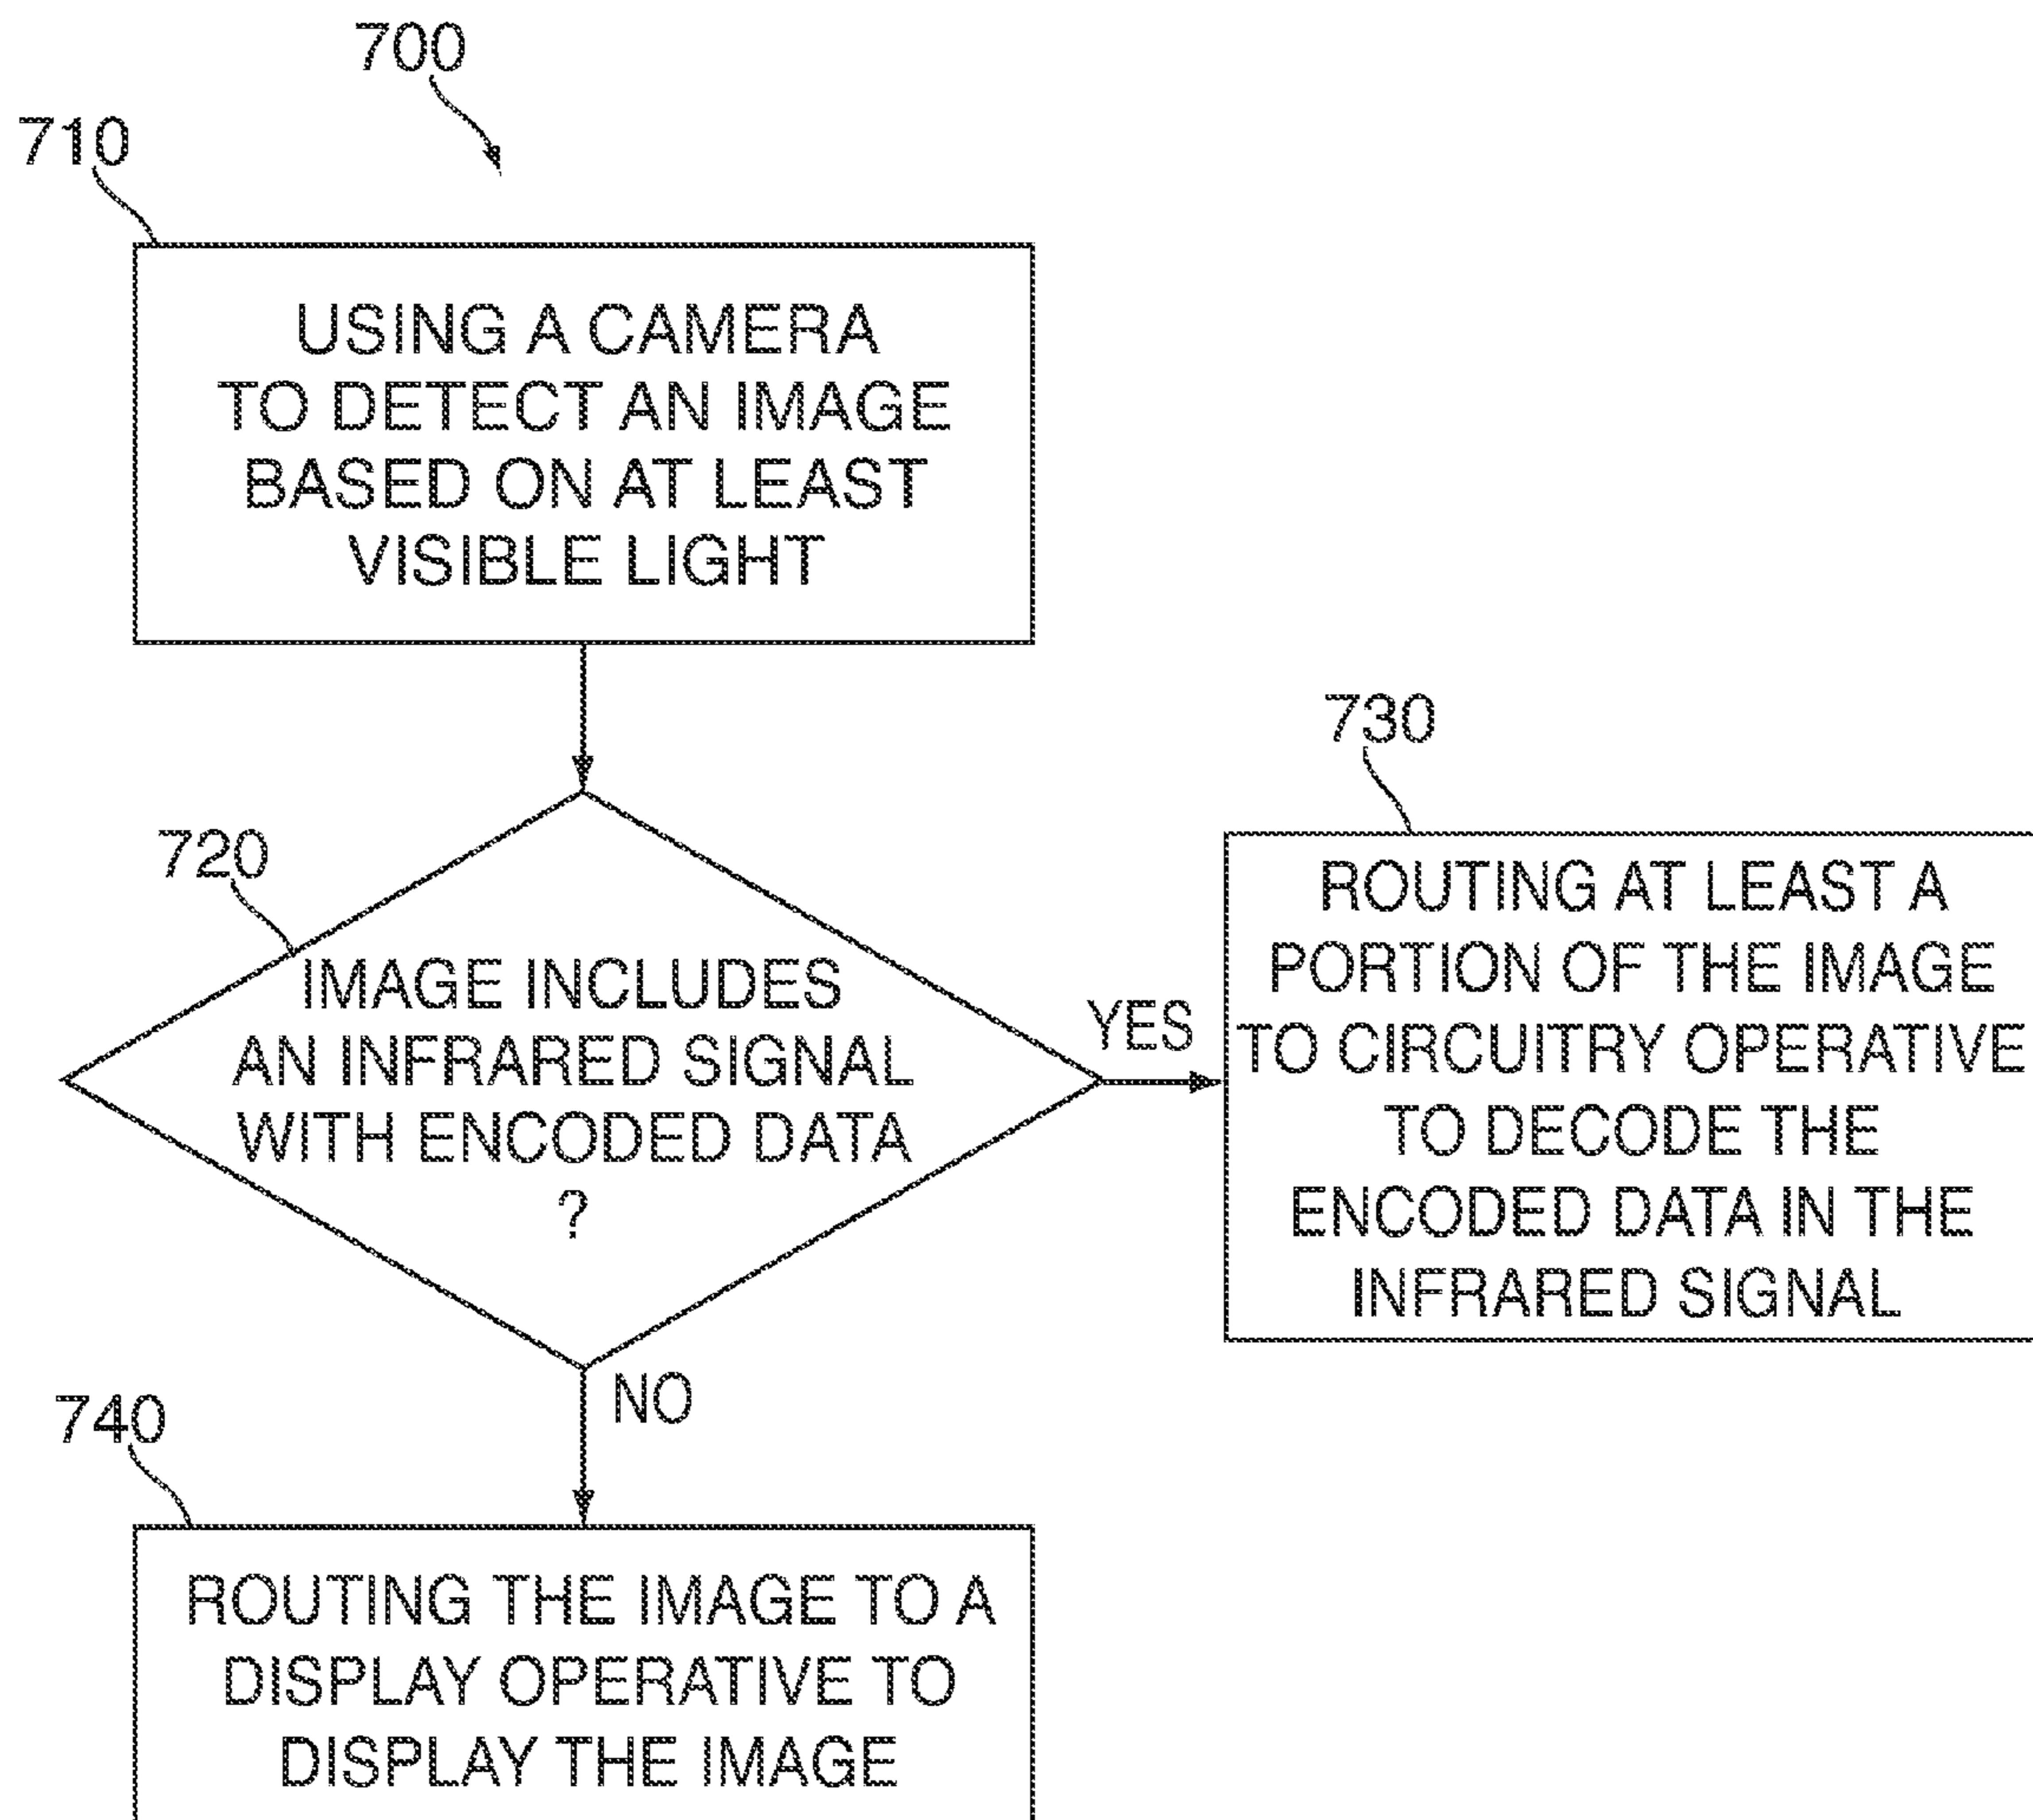 700
710
USING A CAMERA
TO DETECT AN IMAGE
BASED ON AT LEAST
VISIBLE LIGHT
720
IMAGE INCLUDES
AN INFRARED SIGNAL
WITH ENCODED DATA
?
YES
730
ROUTING AT LEAST A
PORTION OF THE IMAGE
TO CIRCUITRY OPERATIVE
TO DECODE THE
ENCODED DATA IN THE
INFRARED SIGNAL
NO
740
ROUTING THE IMAGE TO A
DISPLAY OPERATIVE TO
DISPLAY THE IMAGE